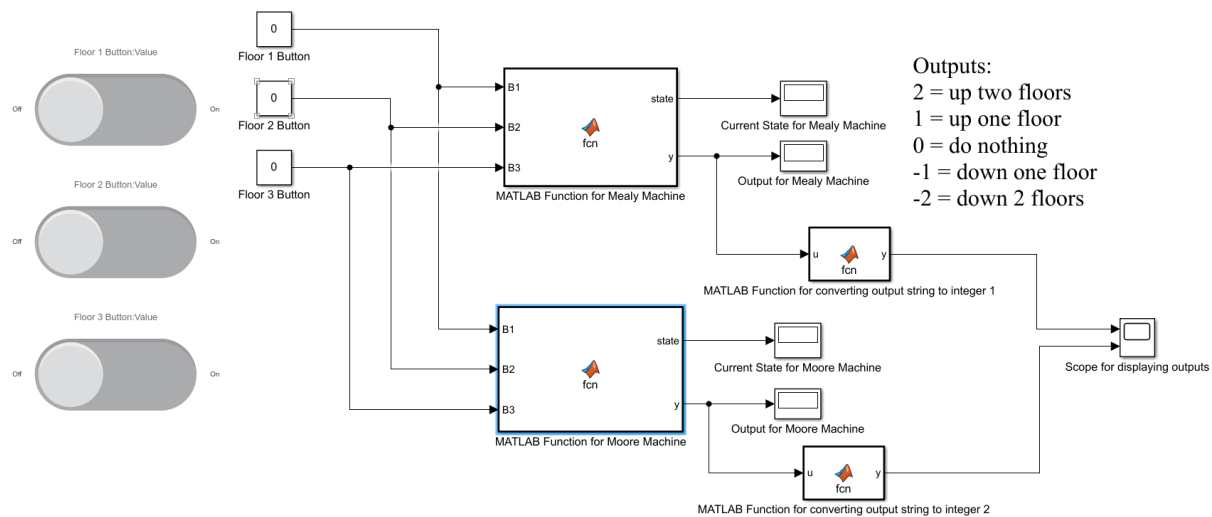 Floor 1 Button:Value
Off
On
Floor 2 Button:Value
Off
On
Floor 3 Button:Value
Off
On
0
Floor 1 Button
0
Floor 2 Button
0
Floor 3 Button
B1
B2
B3
fcn
state
y
MATLAB Function for Mealy Machine
Current State for Mealy Machine
Output for Mealy Machine
Outputs:
2 = up two floors
1 = up one floor
0 = do nothing
-1 = down one floor
-2 = down 2 floors
u
fcn
y
MATLAB Function for converting output string to integer 1
B1
B2
B3
fcn
state
y
MATLAB Function for Moore Machine
Current State for Moore Machine
Output for Moore Machine
Scope for displaying outputs
u
fcn
y
MATLAB Function for converting output string to integer 2